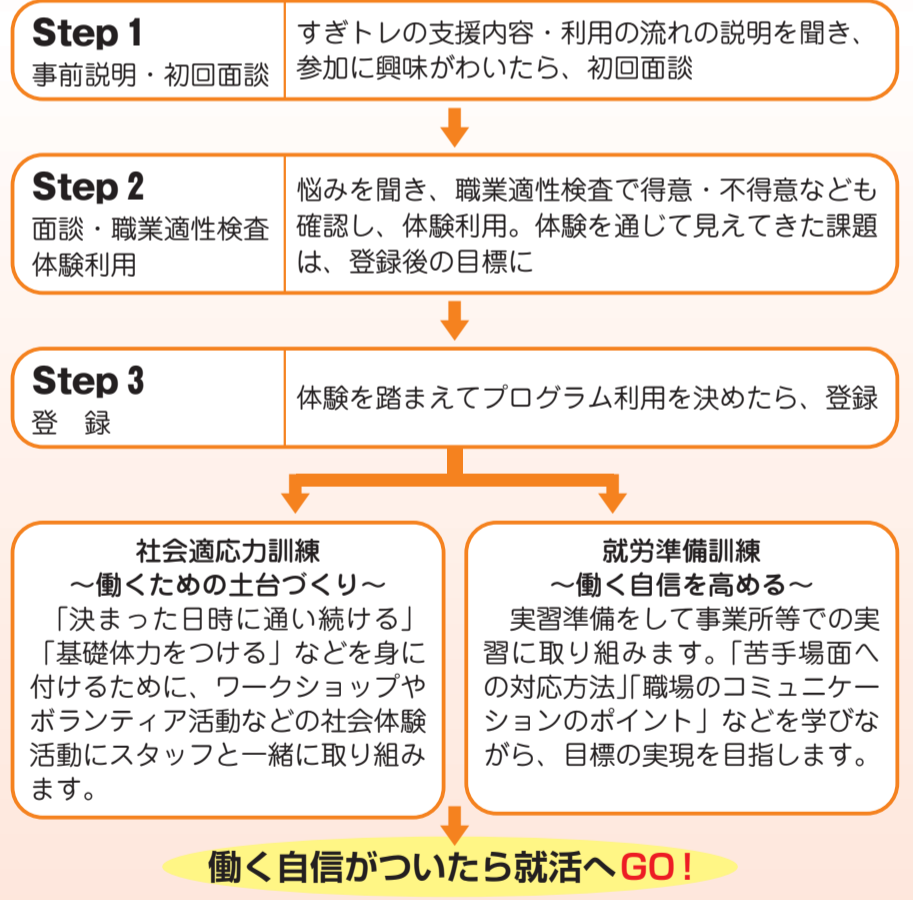 Step 1
事前説明・初回面談
すぎトレの支援内容・利用の流れの説明を聞き、
参加に興味がわいたら、初回面談
Step 2
面談・職業適性検査
体験利用
悩みを聞き、職業適性検査で得意・不得意なども
確認し、体験利用。体験を通じて見えてきた課題
は、登録後の目標に
Step 3
登　録
体験を踏まえてプログラム利用を決めたら、登録
社会適応力訓練
〜働くための土台づくり〜
「決まった日時に通い続ける」
「基礎体力をつける」などを身に
付けるために、ワークショップや
ボランティア活動などの社会体験
活動にスタッフと一緒に取り組み
ます。
就労準備訓練
〜働く自信を高める〜
実習準備をして事業所等での実
習に取り組みます。「苦手場面へ
の対応方法」「職場のコミュニケー
ションのポイント」などを学びな
がら、目標の実現を目指します。
働く自信がついたら就活へGO！